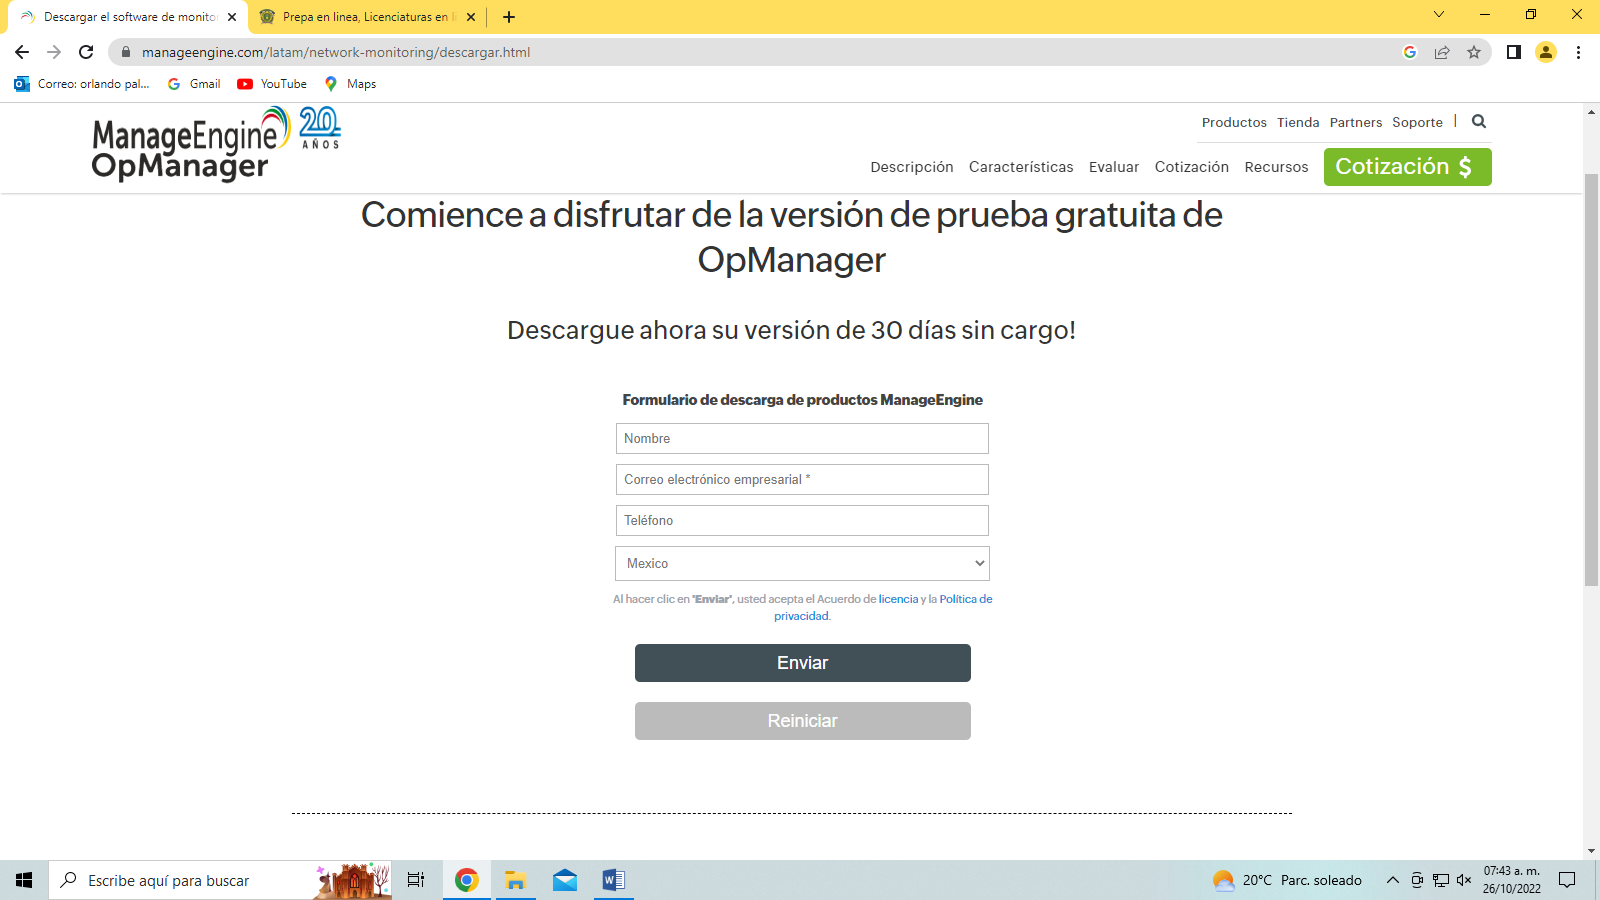 Descargar el software de monitor
Prepa en linea, Licenciaturas en l
manageengine.com/latam/network-monitoring/descargar.html
Correo: orlando pal...
Gmail
YouTube
Maps
ManageEngine
OpManager
20
AÑOS
Productos Tienda Partners Soporte
Descripción Características Evaluar Cotización Recursos Cotización $
Comience a disfrutar de la versión de prueba gratuita de
OpManager
Descargue ahora su versión de 30 días sin cargo!
Formulario de descarga de productos ManageEngine
Nombre
Correo electrónico empresarial *
Teléfono
Mexico
Al hacer clic en 'Enviar', usted acepta el Acuerdo de licencia y la Política de
privacidad.
Enviar
Reiniciar
Escribe aquí para buscar
20°C Parc. soleado
07:43 a. m.
26/10/2022